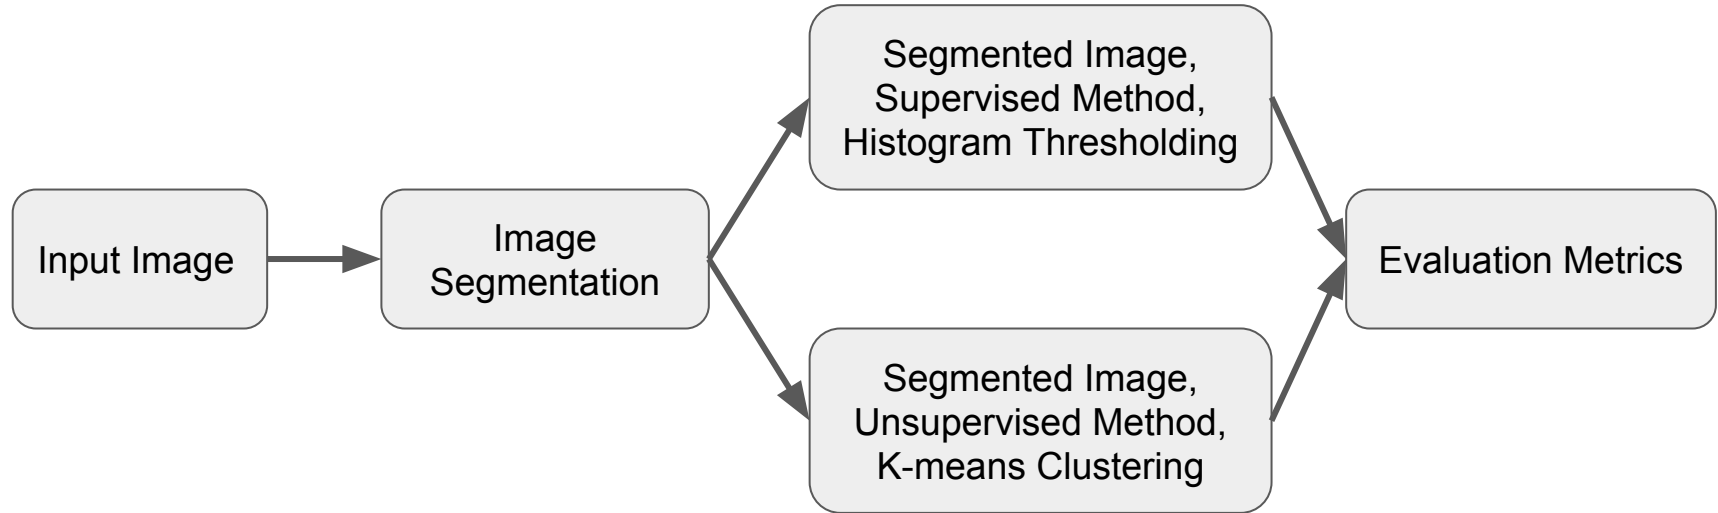 Input Image
Image
Segmentation
Segmented Image,
Supervised Method,
Histogram Thresholding
Segmented Image,
Unsupervised Method,
K-means Clustering
Evaluation Metrics